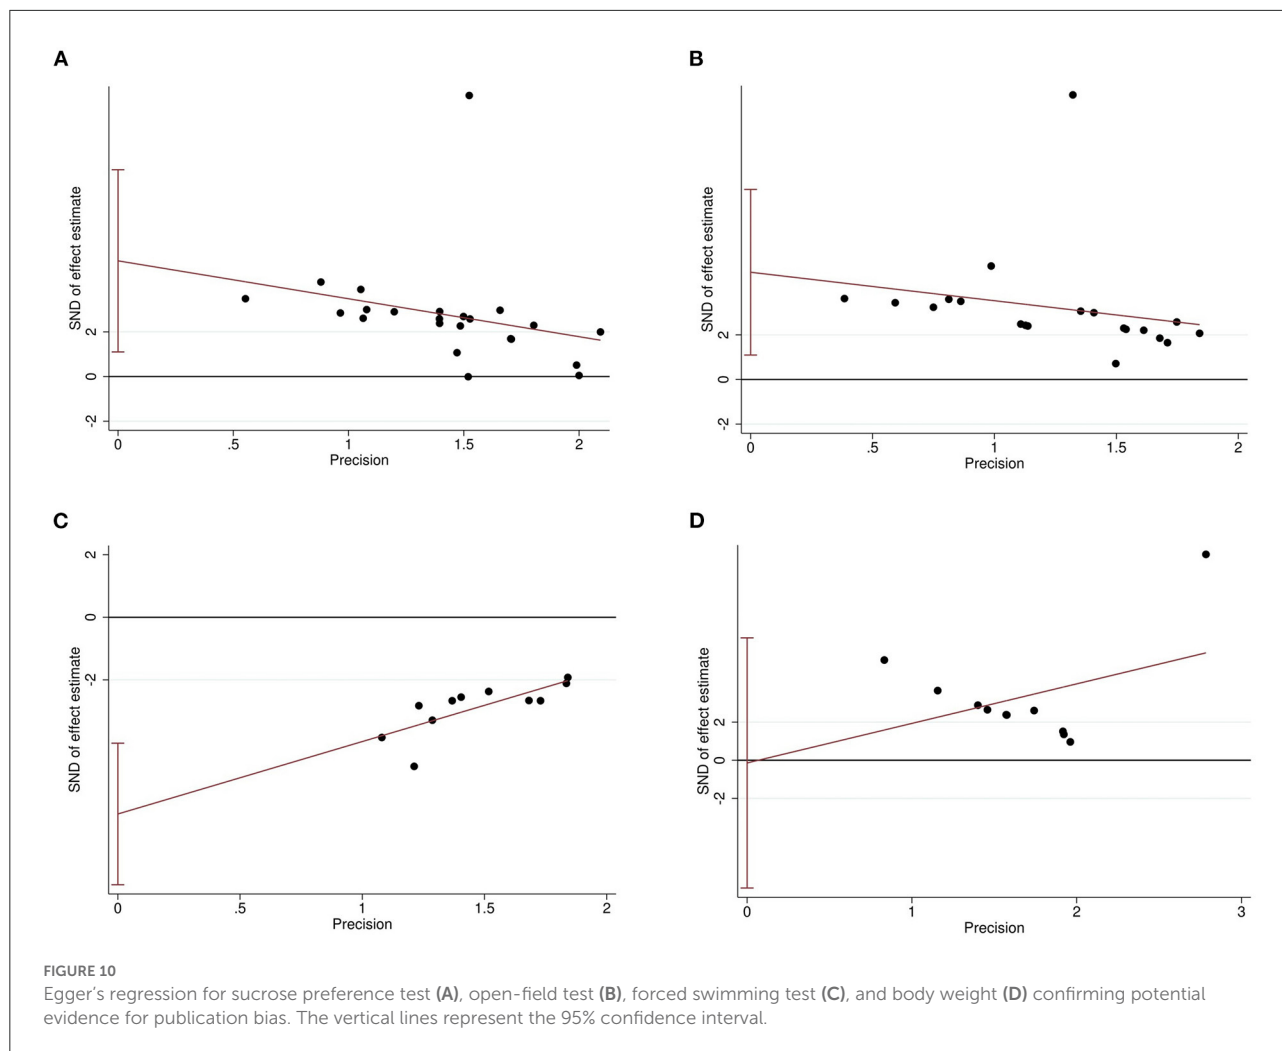 A
SND of effect estimate
2
0
-2
0
.5
1
1.5
2
Precision
B
SND of effect estimate
2
0
-2
0
.5
1
1.5
2
Precision
C
SND of effect estimate
2
0
-2
0
.5
1
1.5
2
Precision
D
SND of effect estimate
2
0
-2
0
1
2
3
Precision
FIGURE 10
Egger's regression for sucrose preference test (A), open-field test (B), forced swimming test (C), and body weight (D) confirming potential
evidence for publication bias. The vertical lines represent the 95% confidence interval.